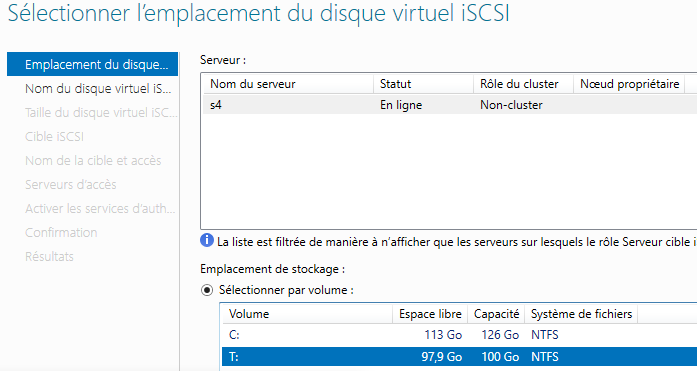 Sélectionner l’emplacement du disque virtuel iSCSI
Emplacement du disque...
Nom du disque virtuel iS...
Taille du disque virtuel iSC...
Cible iSCSI
Nom de la cible et accès
Serveurs d’accès
Activer les services d’auth...
Confirmation
Résultats
Serveur :
Nom du serveur Statut Rôle du cluster Nœud propriétaire
s4 En ligne Non-cluster
La liste est filtrée de manière à n’afficher que les serveurs sur lesquels le rôle Serveur cible i
Emplacement de stockage :
Sélectionner par volume :
Volume Espace libre Capacité Système de fichiers
C: 113 Go 126 Go NTFS
T: 97,9 Go 100 Go NTFS